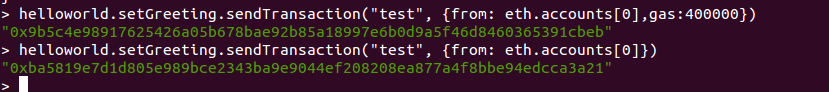 > helloworld.setGreeting.sendTransaction("test", {from: eth.accounts[0],gas:400000})
"0x9b5c4e98917625426a05b678bae92b85a18997e6b0d9a5f46d8460365391cbeb"
> helloworld.setGreeting.sendTransaction("test", {from: eth.accounts[0]})
"0xba5819e7d1d805e989bce2343ba9e9044ef208208ea877a4f8bbe94edcca3a21"
>